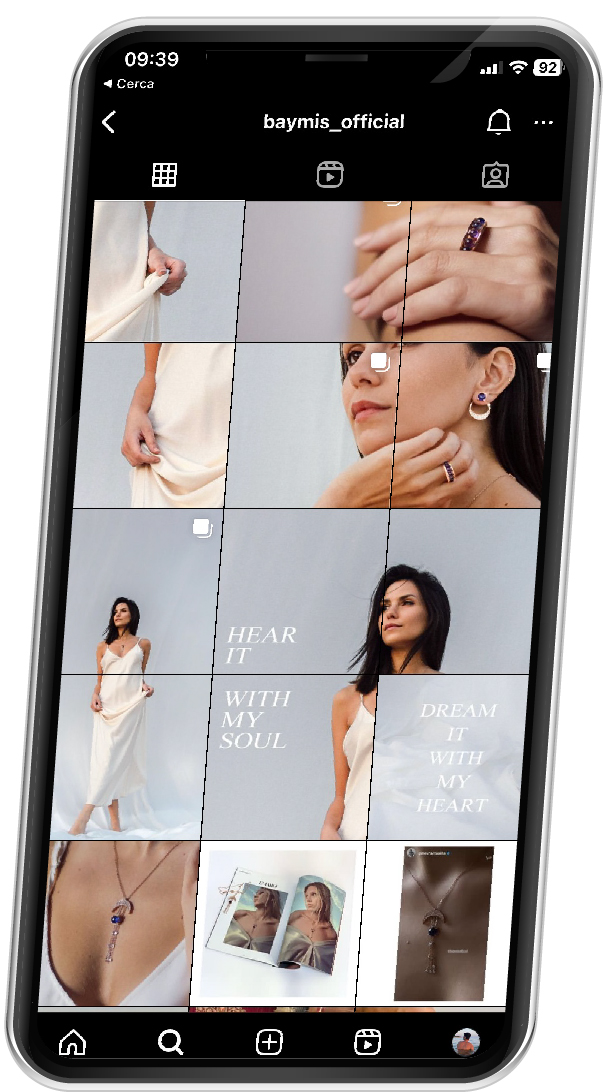 09:39
92
Cerca
baymis_official
HEAR
IT
WITH
MY
SOUL
DREAM
IT
WITH
MY
HEART